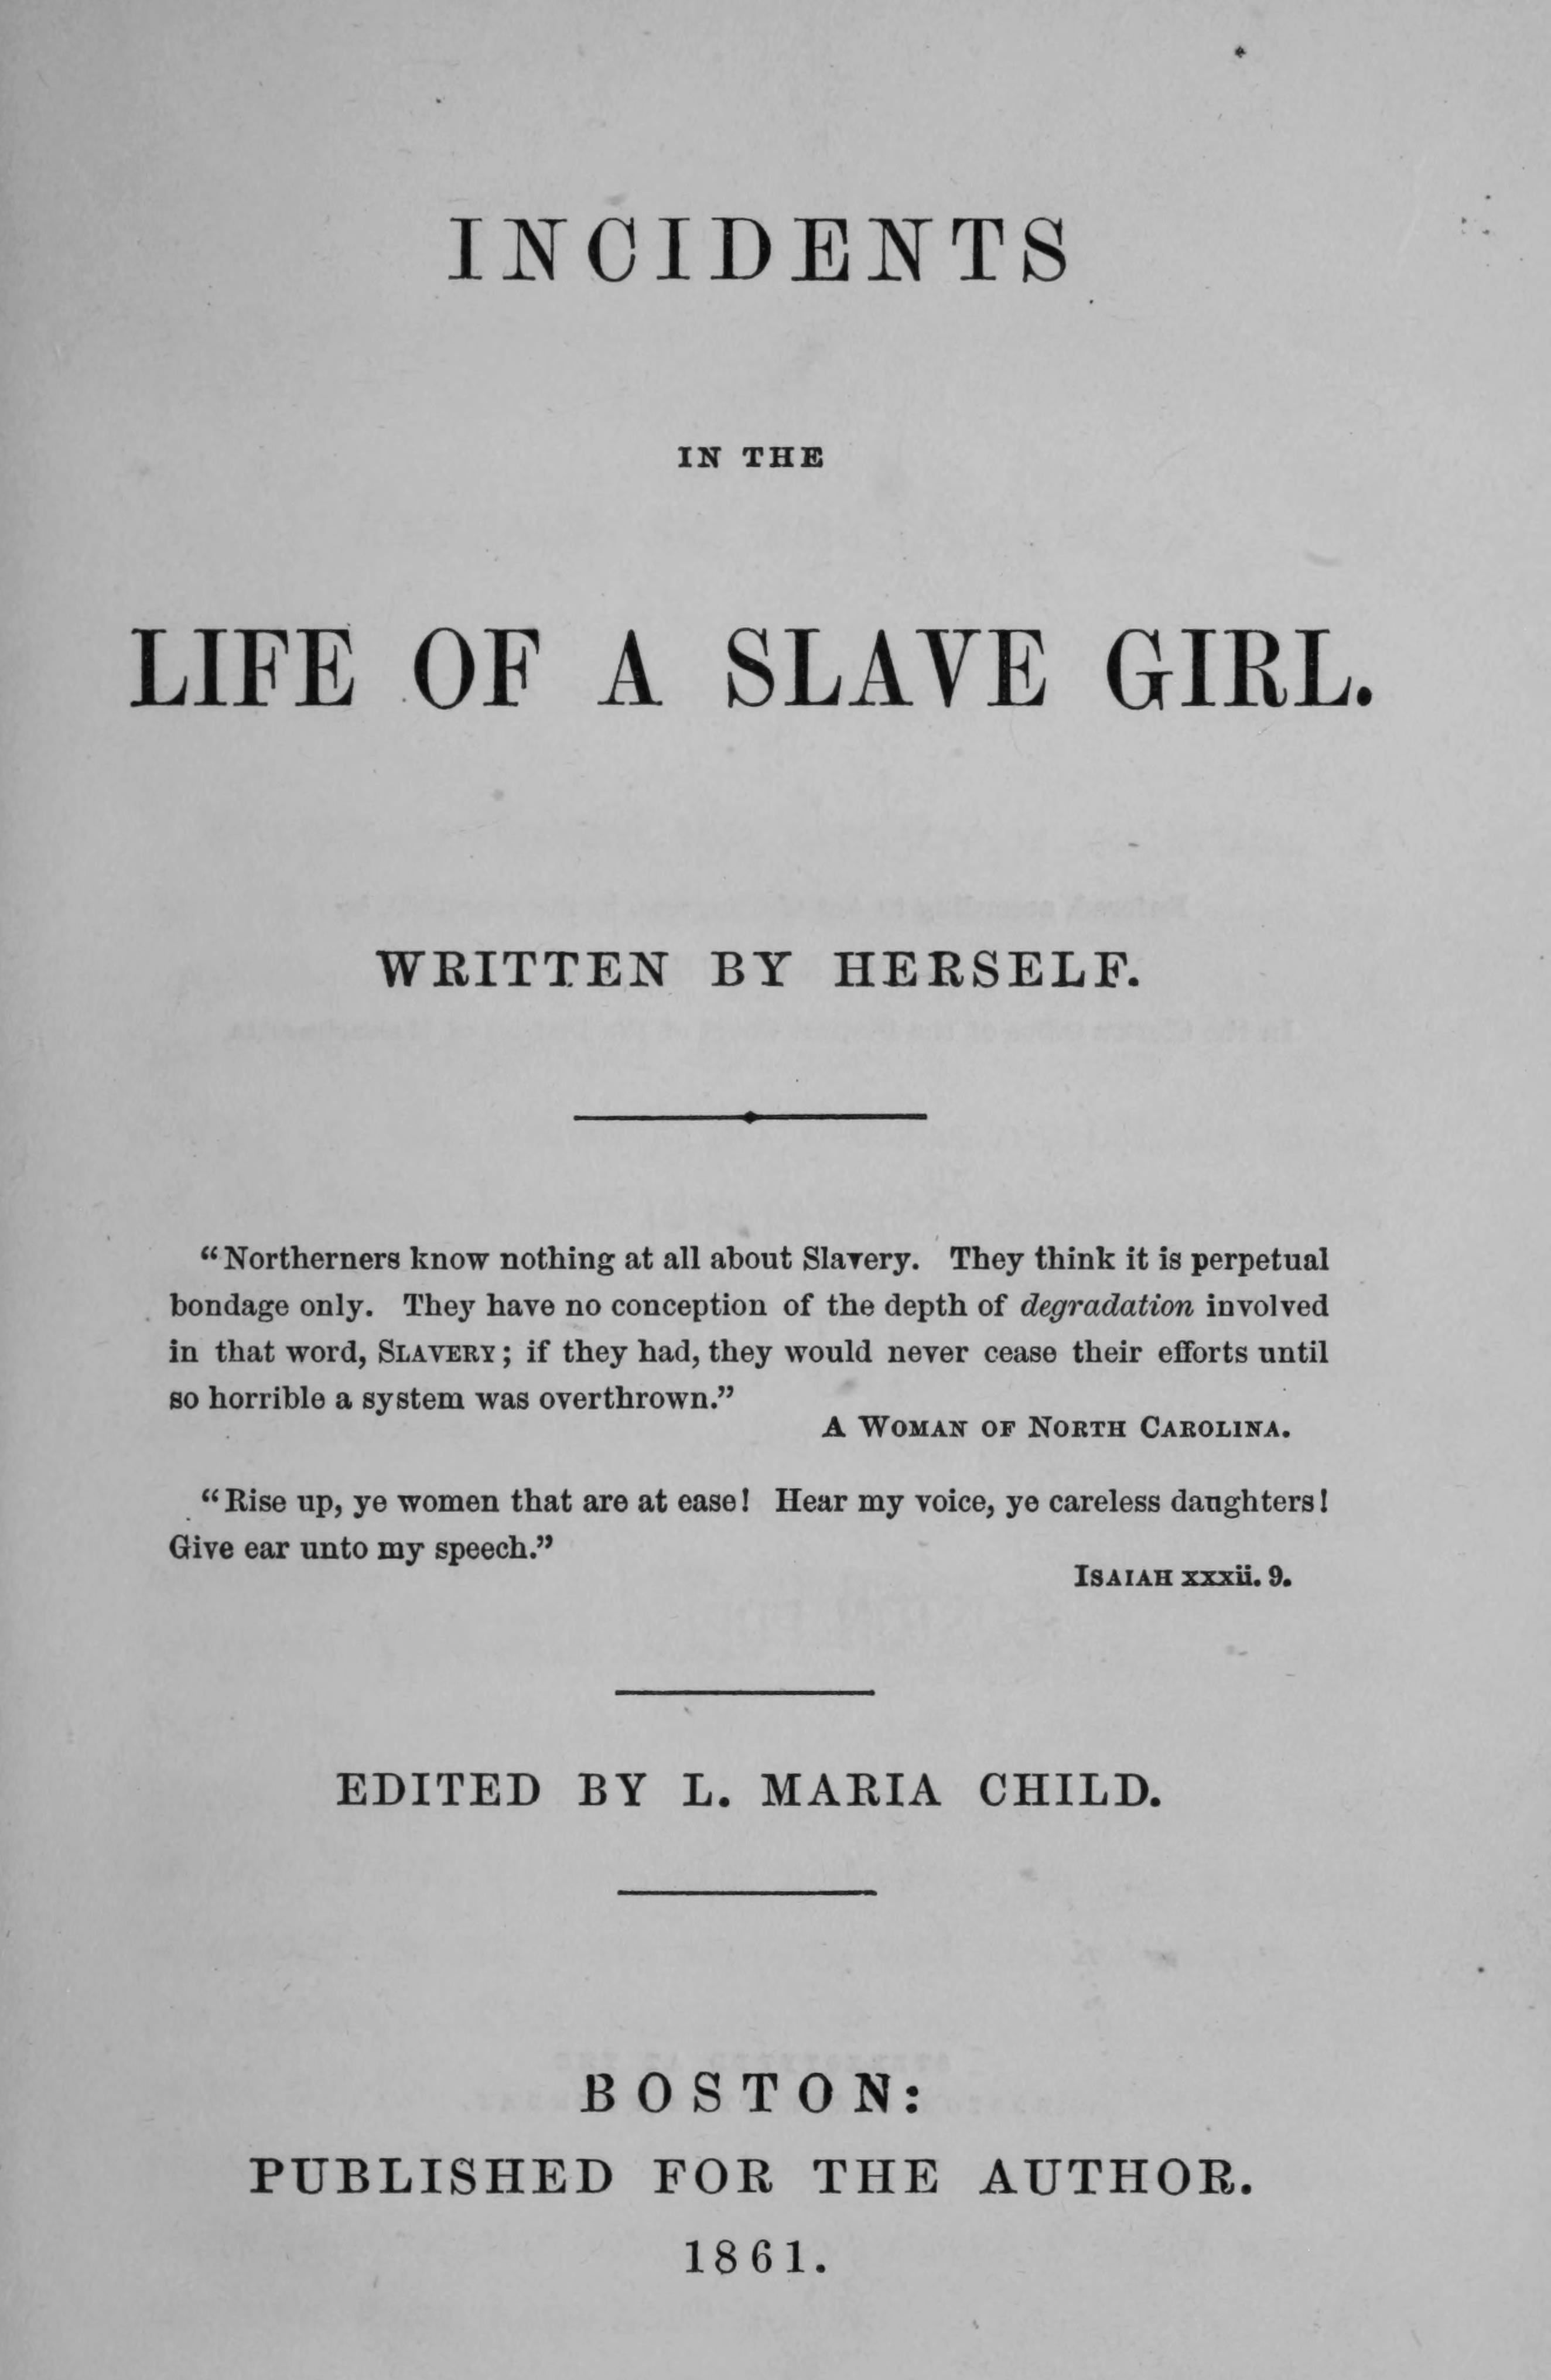 INCIDENTS
IN THE
LIFE OF A SLAVE GIRL.
WRITTEN BY HERSELF.
“Northerners know nothing at all about Slavery. They think it is perpetual
bondage only. They have no conception of the depth of degradation involved
in that word, SLAVERY; if they had, they would never cease their efforts until
so horrible a system was overthrown.”
A WOMAN OF NORTH CAROLINA.
“Rise up, ye women that are at ease! Hear my voice, ye careless daughters!
Give ear unto my speech.”
ISAIAH xxxii. 9.
EDITED BY L. MARIA CHILD.
BOSTON:
PUBLISHED FOR THE AUTHOR.
1861.